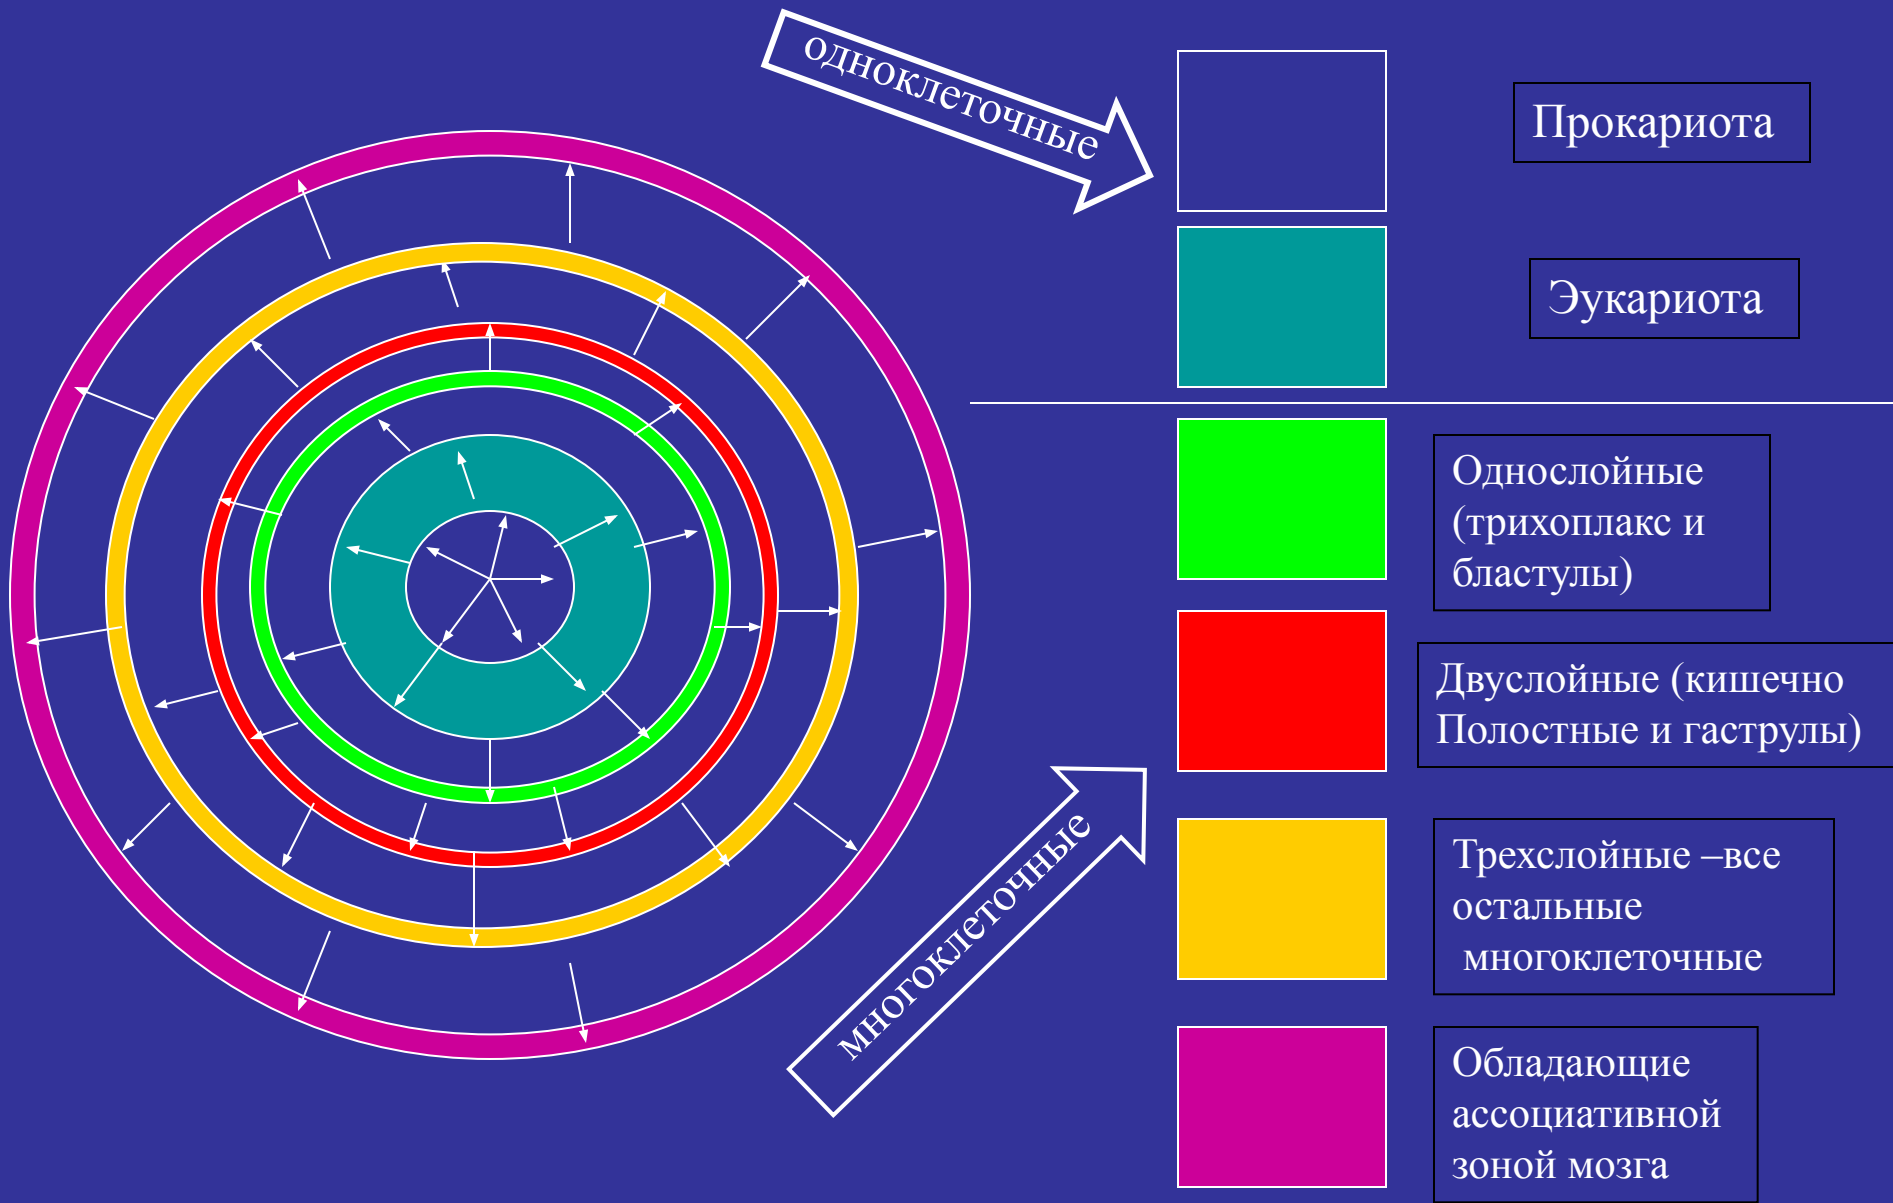 одноклеточные
Прокариота
Эукариота
Однослойные
(трихоплакс и
бластулы)
Двуслойные (кишечно
Полостные и гаструлы)
многоклеточные
Трехслойные –все
остальные
многоклеточные
Обладающие
ассоциативной
зоной мозга